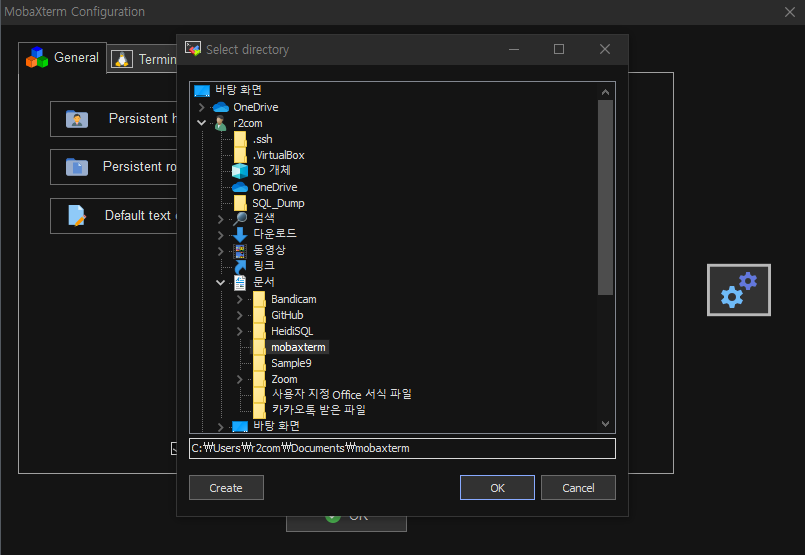 MobaXterm Configuration
Select directory
General
Termin
Persistent h
Persistent ro
Default text
바탕 화면
OneDrive
r2com
.ssh
.VirtualBox
3D 개체
OneDrive
SQL_Dump
검색
다운로드
동영상
링크
문서
Bandicam
GitHub
HeidiSQL
mobaxterm
Sample9
Zoom
사용자 지정 Office 서식 파일
카카오톡 받은 파일
바탕 화면
C:₩Users₩r2com₩Documents₩mobaxterm
Create
OK
Cancel
OK